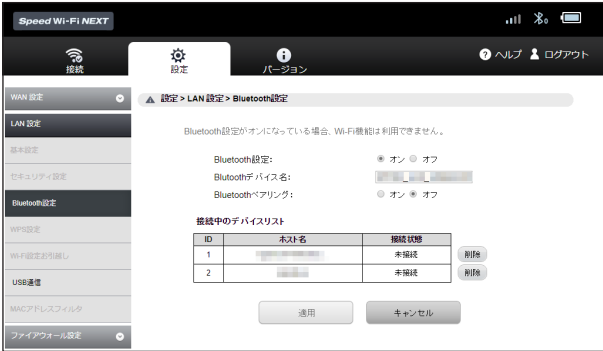 Speed Wi-Fi NEXT
接続
設定
バージョン
ヘルプ
ログアウト
WAN 設定
LAN 設定
基本設定
セキュリティ設定
Bluetooth設定
WPS設定
Wi-Fi設定お引越し
USB通信
MACアドレスフィルタ
ファイアウォール設定
設定 > LAN 設定 > Bluetooth設定
Bluetooth設定がオンになっている場合、Wi-Fi機能は利用できません。
Bluetooth設定: オン オフ
Blutoothデバイス名:
Bluetoothペアリング: オン オフ
接続中のデバイスリスト
ID ホスト名 接続状態
1 未接続 削除
2 未接続 削除
適用 キャンセル